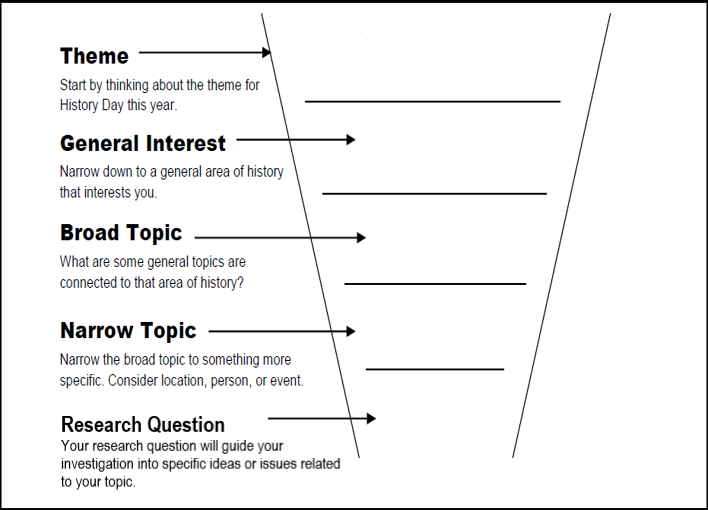 Theme
Start by thinking about the theme for
History Day this year.
General Interest
Narrow down to a general area of history
that interests you.
Broad Topic
What are some general topics are
connected to that area of history?
Narrow Topic
Narrow the broad topic to something more
specific. Consider location, person, or event.
Research Question
Your research question will guide your
investigation into specific ideas or issues related
to your topic.